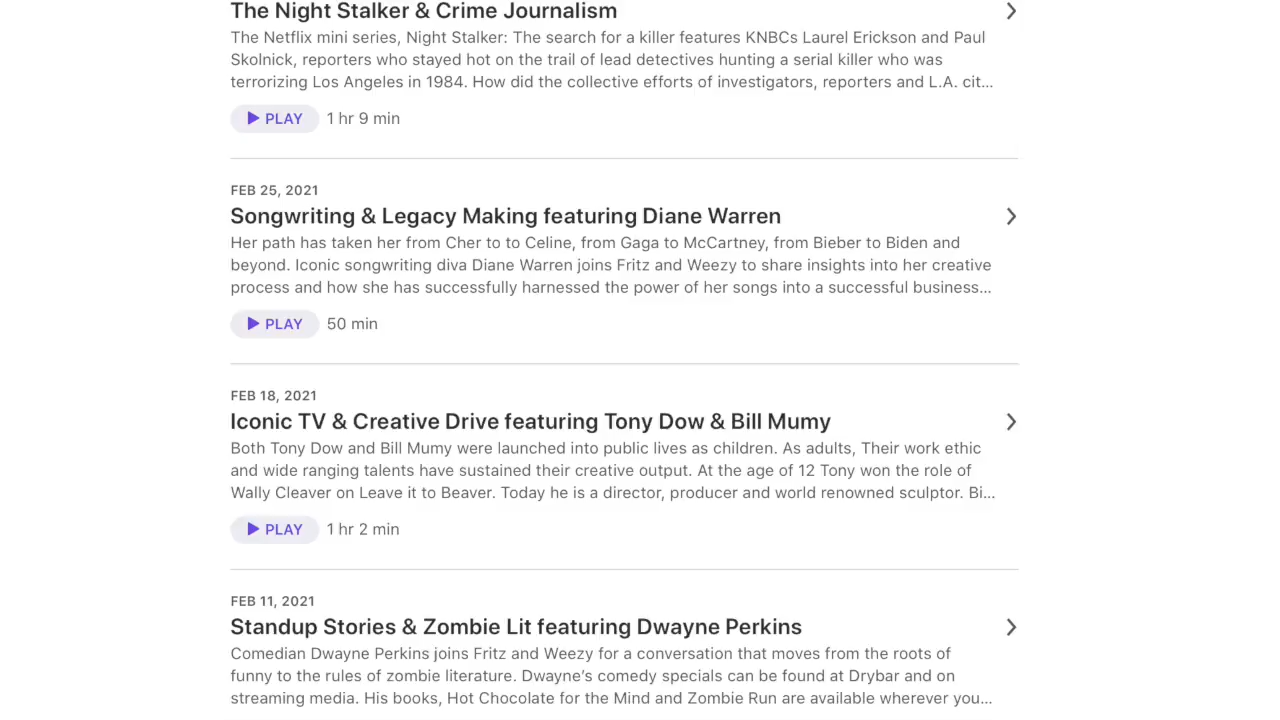 The Night Stalker & Crime Journalism
The Netflix mini series, Night Stalker: The search for a killer features KNBCs Laurel Erickson and Paul
Skolnick, reporters who stayed hot on the trail of lead detectives hunting a serial killer who was
terrorizing Los Angeles in 1984. How did the collective efforts of investigators, reporters and L.A. cit...
PLAY 1 hr 9 min
FEB 25, 2021
Songwriting & Legacy Making featuring Diane Warren
Her path has taken her from Cher to to Celine, from Gaga to McCartney, from Bieber to Biden and
beyond. Iconic songwriting diva Diane Warren joins Fritz and Weezy to share insights into her creative
process and how she has successfully harnessed the power of her songs into a successful business...
PLAY 50 min
FEB 18, 2021
Iconic TV & Creative Drive featuring Tony Dow & Bill Mumy
Both Tony Dow and Bill Mumy were launched into public lives as children. As adults, Their work ethic
and wide ranging talents have sustained their creative output. At the age of 12 Tony won the role of
Wally Cleaver on Leave it to Beaver. Today he is a director, producer and world renowned sculptor. Bi...
PLAY 1 hr 2 min
FEB 11, 2021
Standup Stories & Zombie Lit featuring Dwayne Perkins
Comedian Dwayne Perkins joins Fritz and Weezy for a conversation that moves from the roots of
funny to the rules of zombie literature. Dwayne's comedy specials can be found at Drybar and on
streaming media. His books, Hot Chocolate for the Mind and Zombie Run are available wherever you...